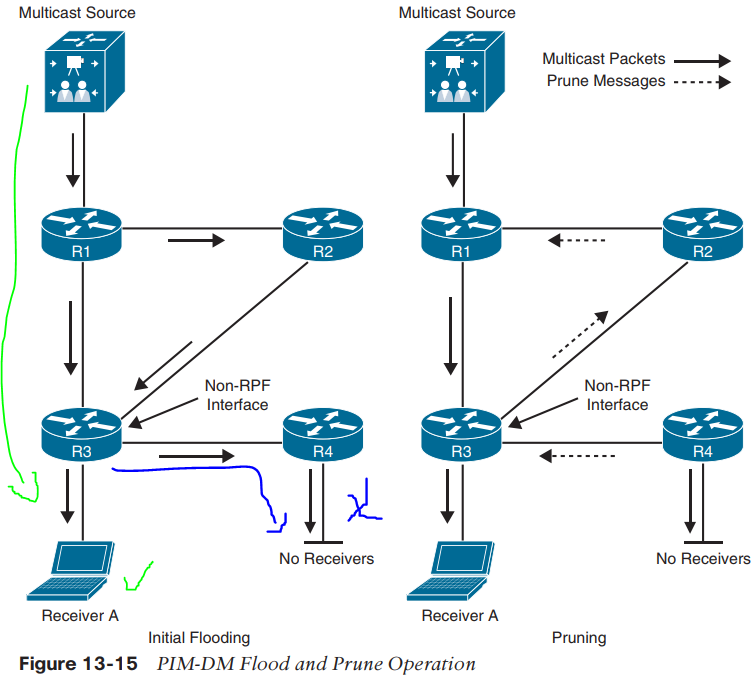 Multicast Source
Multicast Source
Multicast Packets
Prune Messages
R1
R2
R1
R2
Non-RPF
Interface
Non-RPF
Interface
R3
R4
R3
R4
No Receivers
No Receivers
Receiver A
Receiver A
Initial Flooding
Pruning
Figure 13-15 PIM-DM Flood and Prune Operation